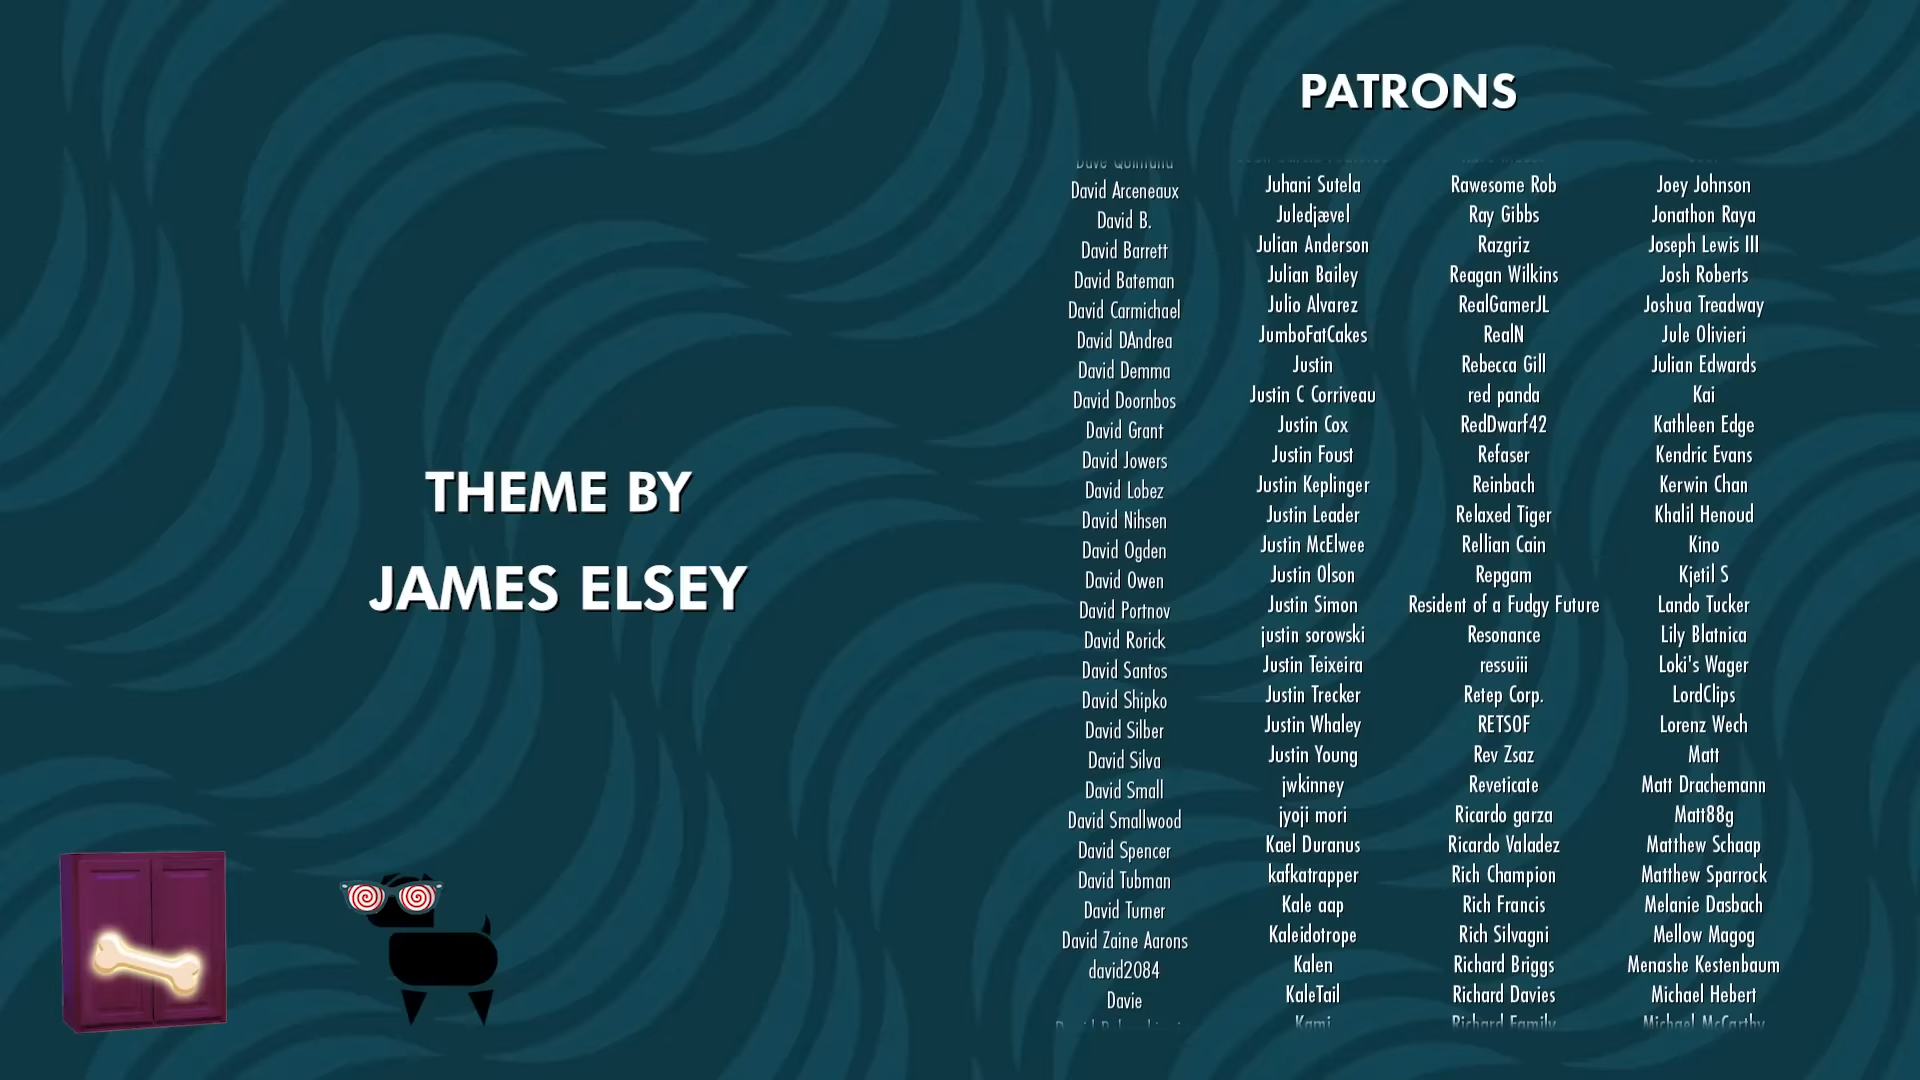 THEME BY
JAMES ELSEY
PATRONS
David Arceneaux
David B.
David Barrett
David Bateman
David Carmichael
David DAndrea
David Demma
David Doornbos
David Grant
David Jowers
David Lobez
David Nihsen
David Ogden
David Owen
David Portnov
David Rorick
David Santos
David Shipko
David Silber
David Silva
David Small
David Smallwood
David Spencer
David Tubman
David Turner
David Zaine Aarons
david2084
Davie
Juhani Sutela
Juledjævel
Julian Anderson
Julian Bailey
Julio Alvarez
JumboFatCakes
Justin
Justin C Corriveau
Justin Cox
Justin Foust
Justin Keplinger
Justin Leader
Justin McElwee
Justin Olson
Justin Simon
justin sorowski
Justin Teixeira
Justin Trecker
Justin Whaley
Justin Young
jwkinney
jyoji mori
Kael Duranus
kafkatrapper
Kale aap
Kaleidotrope
Kalen
KaleTail
Kami
Rawesome Rob
Ray Gibbs
Razgriz
Reagan Wilkins
RealGamerJL
RealN
Rebecca Gill
red panda
RedDwarf42
Refaser
Reinbach
Relaxed Tiger
Rellian Cain
Repgam
Resident of a Fudgy Future
Resonance
ressuiii
Retep Corp.
RETSOF
Rev Zsaz
Reveticate
Ricardo garza
Ricardo Valadez
Rich Champion
Rich Francis
Rich Silvagni
Richard Briggs
Richard Davies
Richard Family
Joey Johnson
Jonathon Raya
Joseph Lewis III
Josh Roberts
Joshua Treadway
Jule Olivieri
Julian Edwards
Kai
Kathleen Edge
Kendric Evans
Kerwin Chan
Khalil Henoud
Kino
Kjetil S
Lando Tucker
Lily Blatnica
Loki's Wager
LordClips
Lorenz Wech
Matt
Matt Drachemann
Matt88g
Matthew Schaap
Matthew Sparrock
Melanie Dasbach
Mellow Magog
Menashe Kestenbaum
Michael Hebert
Michael McCarthy